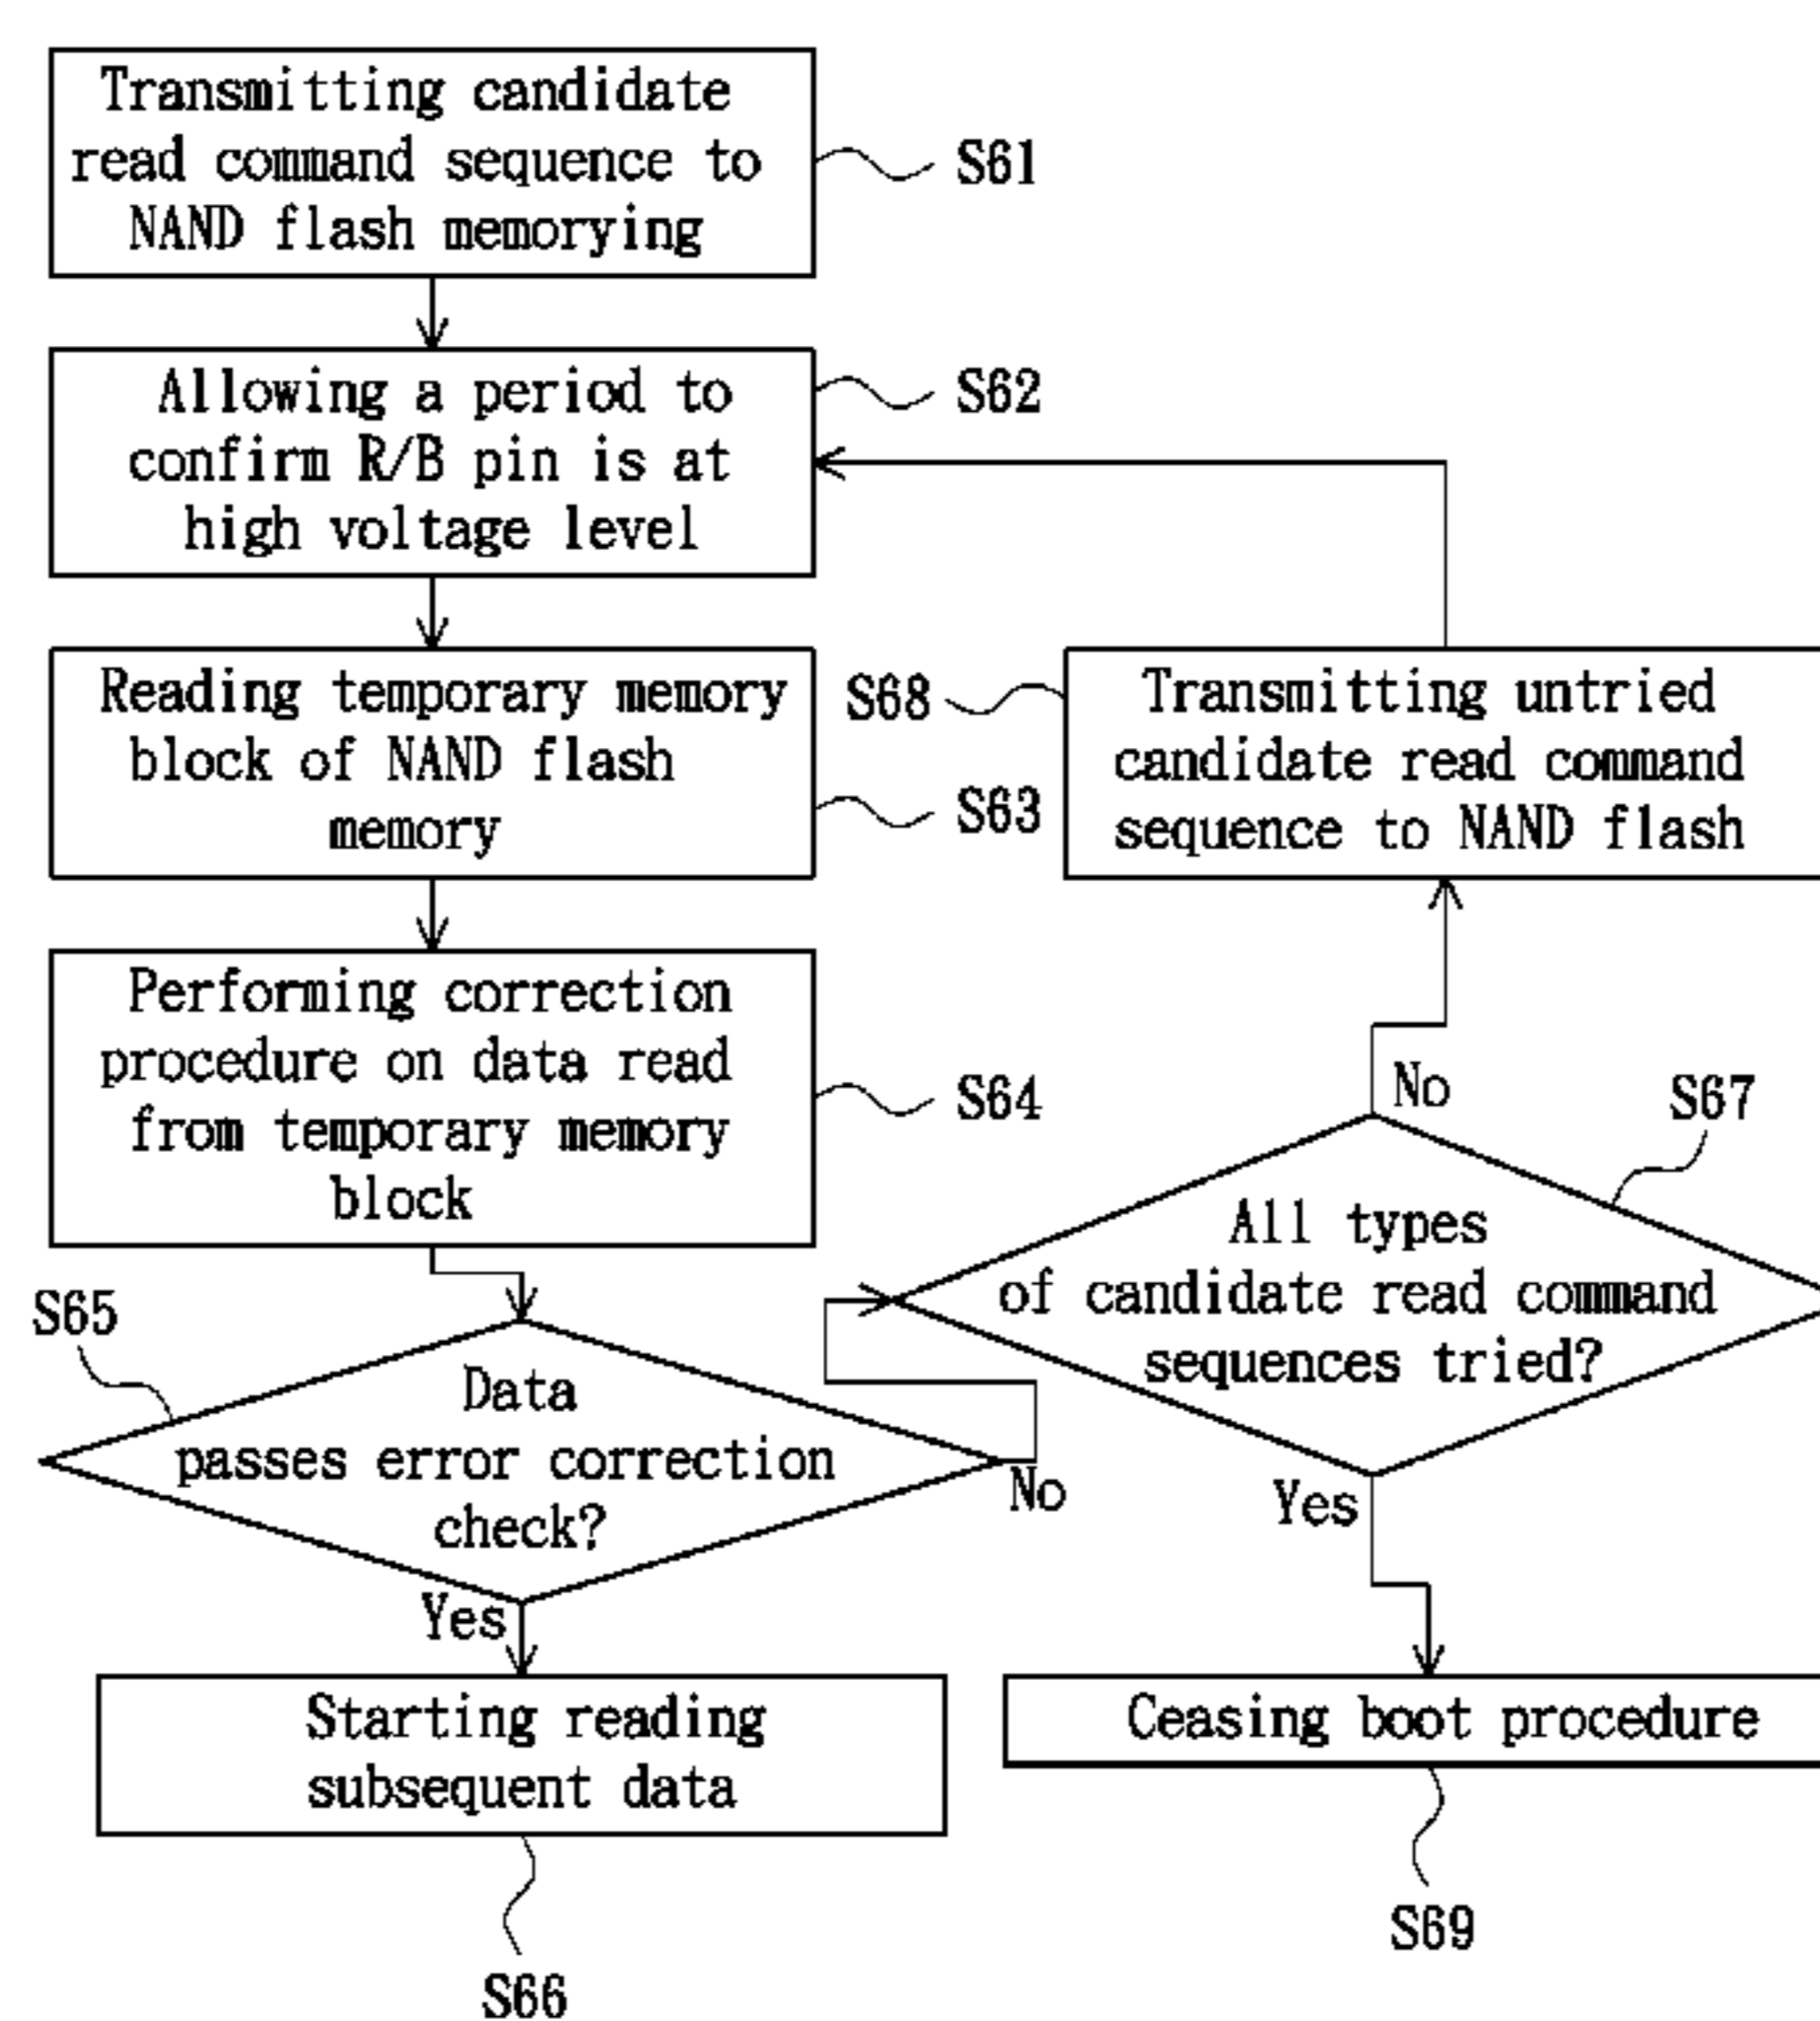 Transmitting candidate
read command sequence to
NAND flash memorying
S61
Allowing a period to
confirm R/B pin is at
high voltage level
S62
Reading temporary memory
block of NAND flash
memory
S63
S68
Transmitting untried
candidate read command
sequence to NAND flash
Performing correction
procedure on data read
from temporary memory
block
S64
No
S67
All types
of candidate read command
sequences tried?
S65
Data
passes error correction
check?
No
Yes
Yes
Starting reading
subsequent data
Ceasing boot procedure
S69
S66